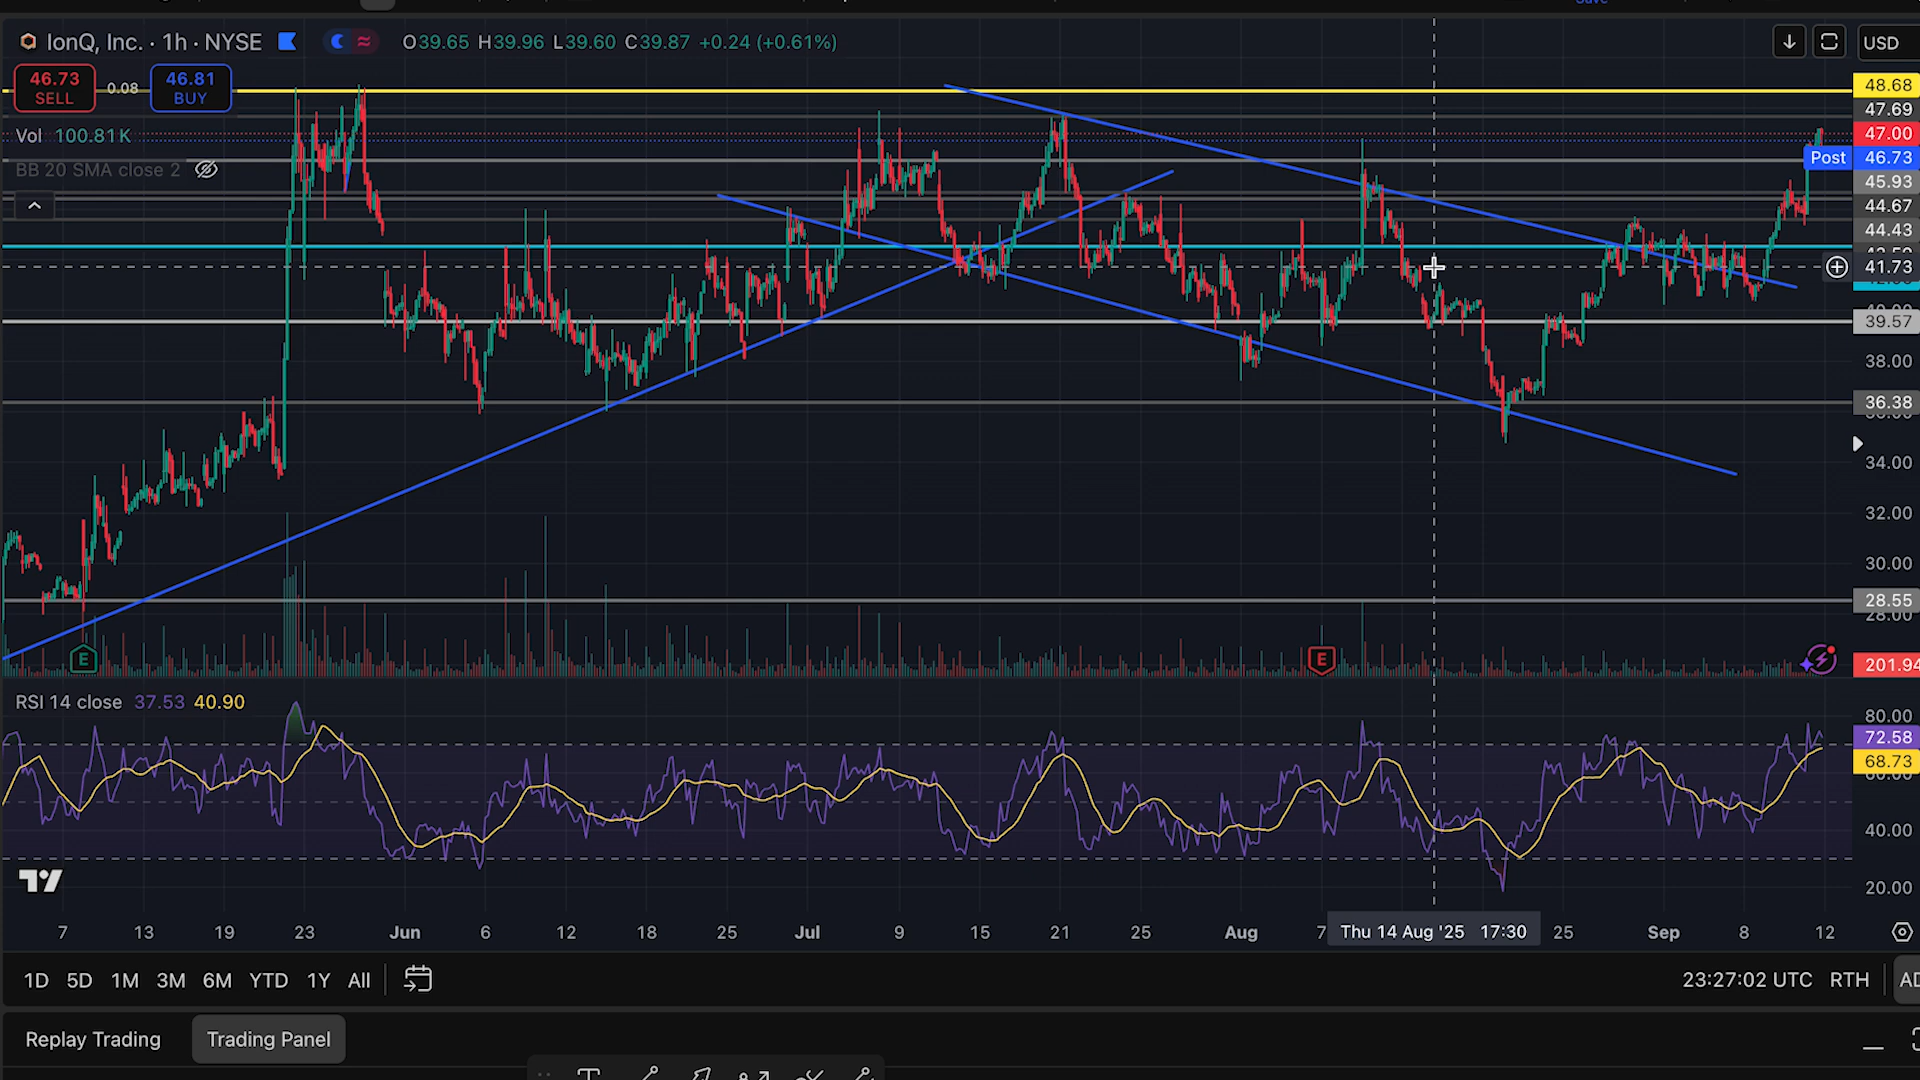 Save
IonQ, Inc. · 1h · NYSE O39.65 H39.96 L39.60 C39.87 +0.24 (+0.61%) USD
46.73 SELL 0.08 46.81 BUY
48.68
47.69
Vol 100.81K
47.00
Post 46.73
BB 20 SMA close 2
45.93
44.67
44.43
41.73
39.57
38.00
36.38
34.00
32.00
30.00
28.55
28.00
E E
201.94
RSI 14 close 37.53 40.90
80.00
72.58
68.73
60.00
40.00
20.00
7 13 19 23 Jun 6 12 18 25 Jul 9 15 21 25 Aug 7 Thu 14 Aug '25 17:30 25 Sep 8 12
1D 5D 1M 3M 6M YTD 1Y All 23:27:02 UTC RTH
Replay Trading Trading Panel